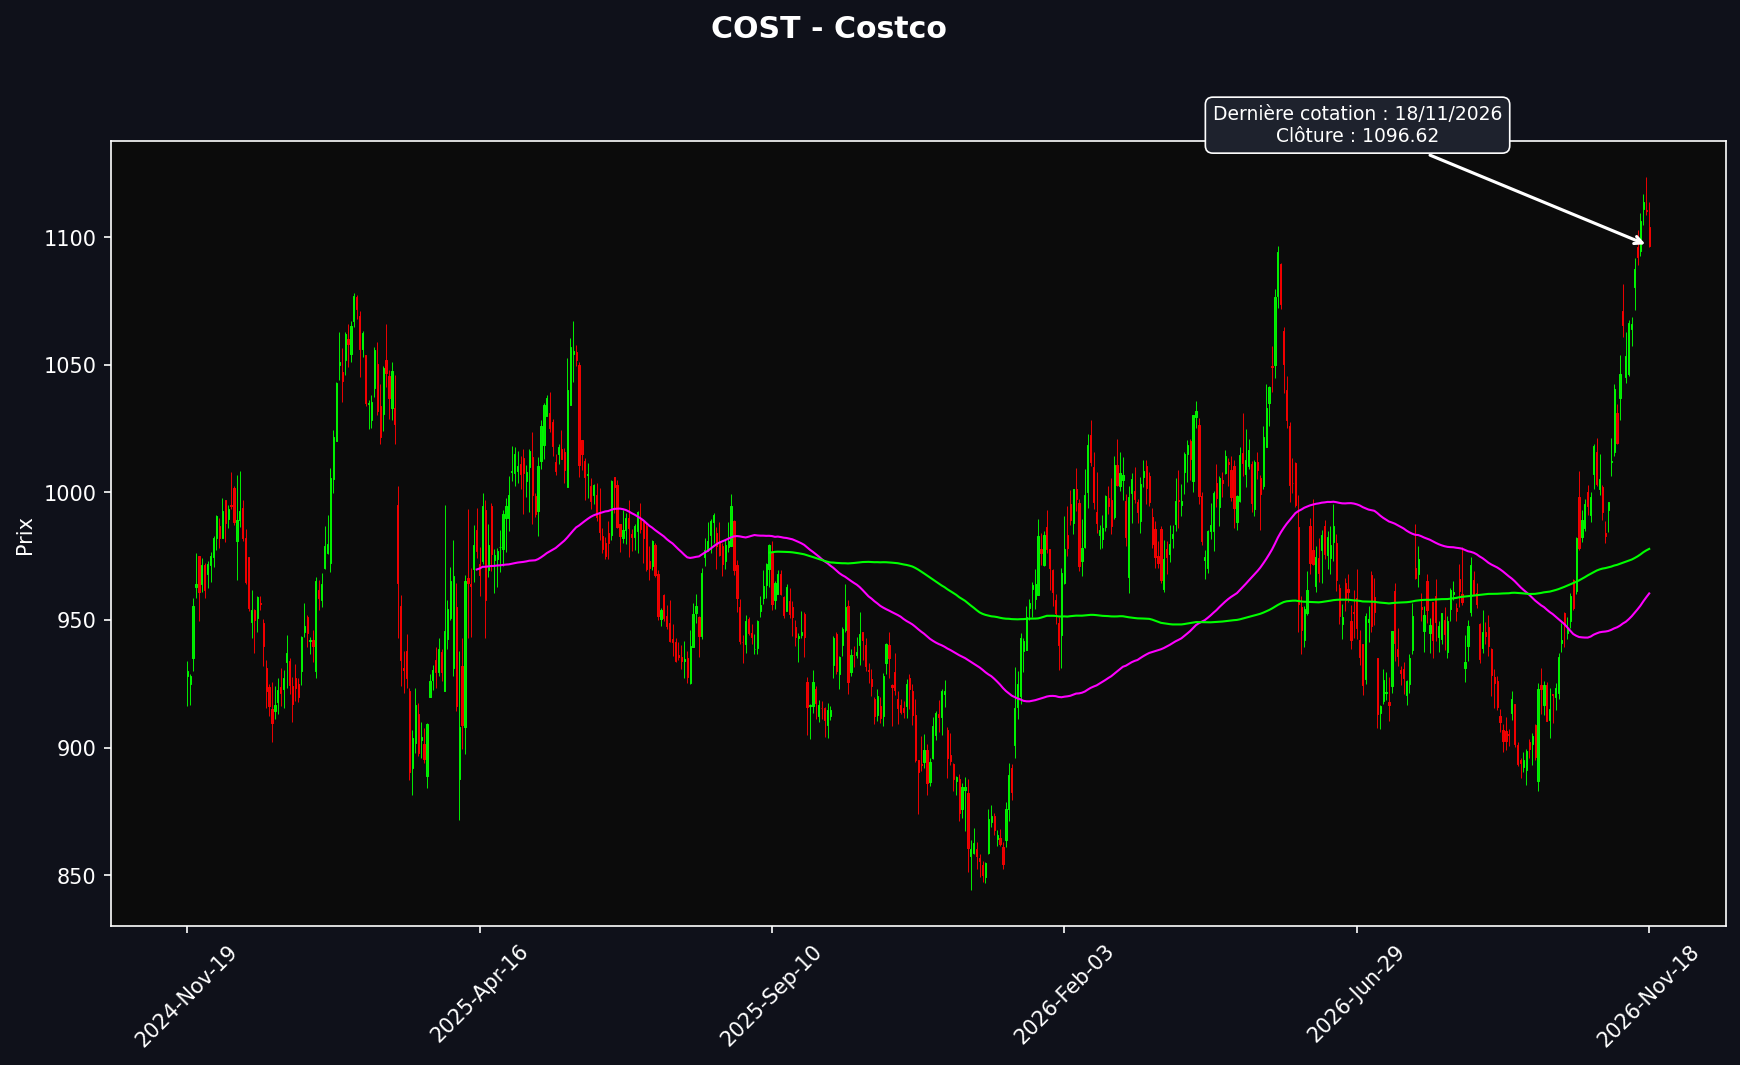 COST - Costco
Dernière cotation : 18/11/2026
Clôture : 1096.62
Prix
1100
1050
1000
950
900
850
2024-Nov-19
2025-Apr-16
2025-Sep-10
2026-Feb-03
2026-Jun-29
2026-Nov-18